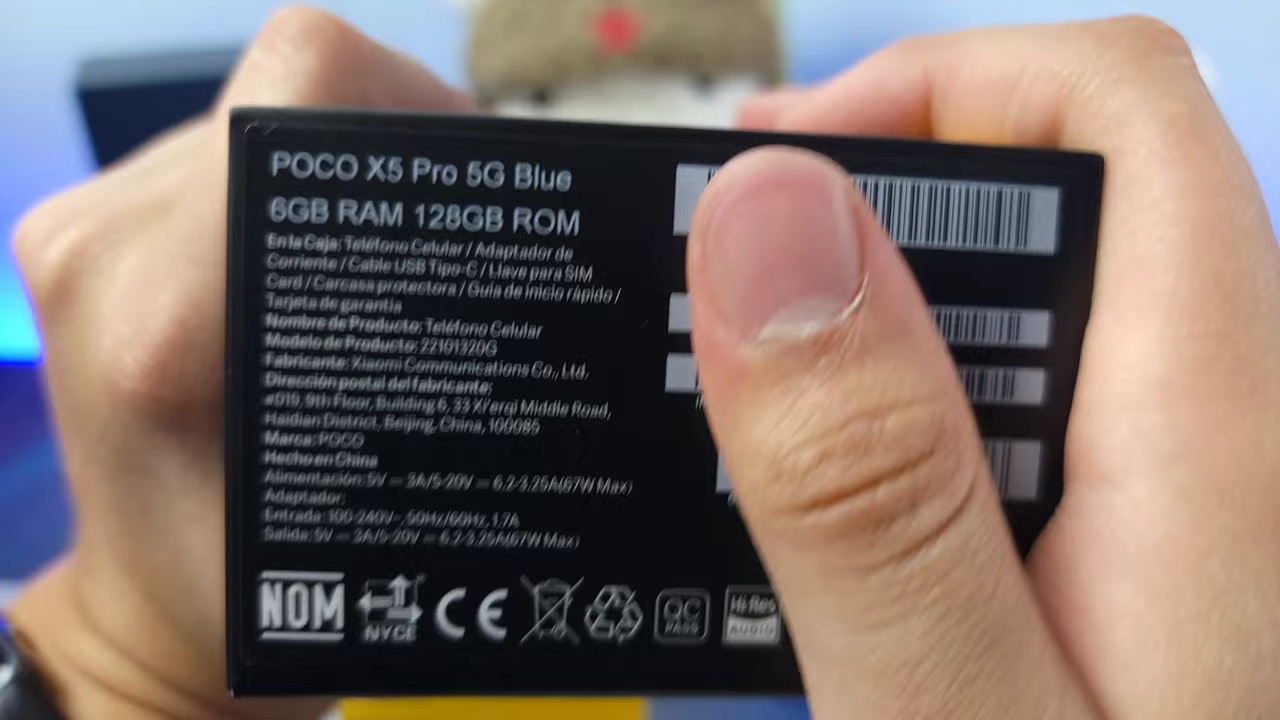 POCO X5 Pro 5G Blue
6GB RAM 128GB ROM
En la Caja: Teléfono Celular / Adaptador de
Corriente / Cable USB Tipo-C / Llave para SIM
Card / Carcasa protectora / Guía de inicio rápido /
Tarjeta de garantía
Nombre de Producto: Teléfono Celular
Modelo de Producto: 22101320G
Fabricante: Xiaomi Communications Co., Ltd.
Dirección postal del fabricante:
#019, 9th Floor, Building 6, 33 Xi'erqi Middle Road,
Haidian District, Beijing, China, 100085
Marca: POCO
Hecho en China
Alimentación: 5V ⎓ 3A/5-20V ⎓ 6.2-3.25A(67W Max)
Adaptador:
Entrada: 100-240V~, 50Hz/60Hz, 1.7A
Salida: 5V ⎓ 3A/5-20V ⎓ 6.2-3.25A(67W Max)
NOM NYCE CE QC PASS Hi-Res AUDIO